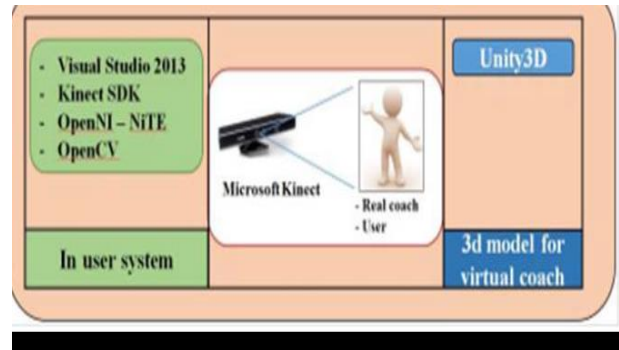 - Visual Studio 2013
- Kinect SDK
- OpenNI – NiTE
- OpenCV
In user system
Microsoft Kinect
- Real coach
- User
Unity3D
3d model for
virtual coach